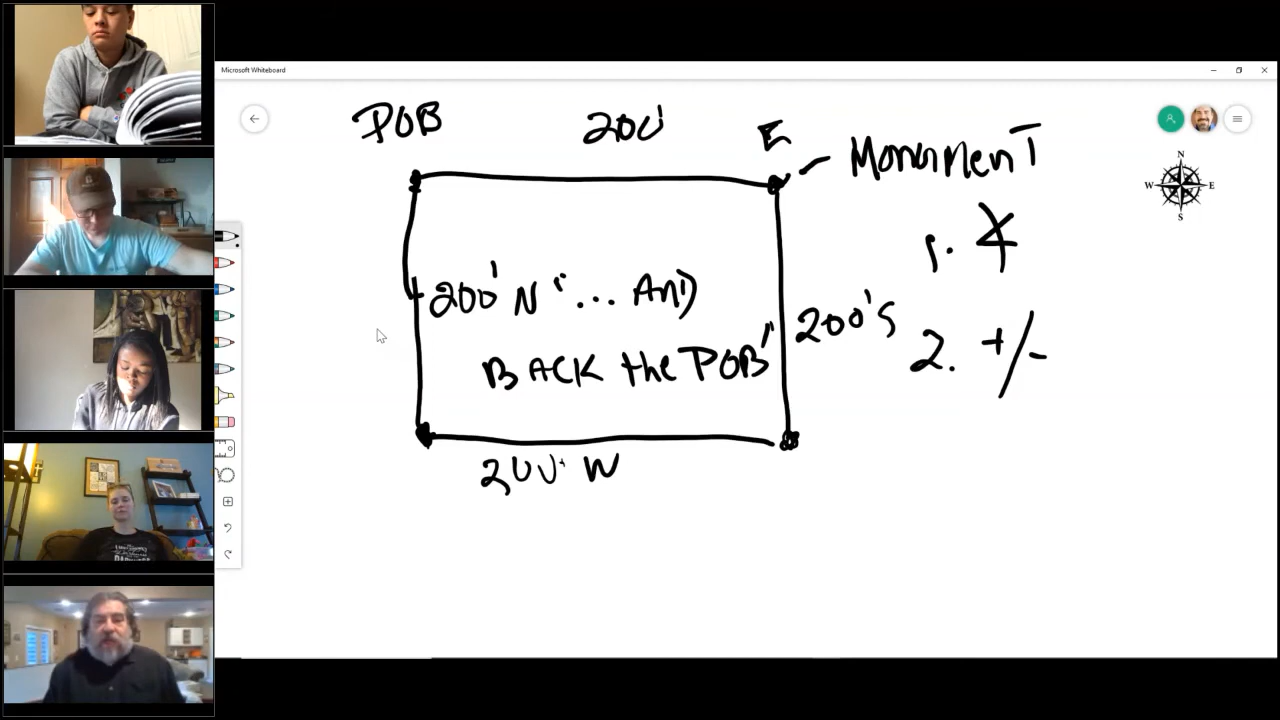 Microsoft Whiteboard
POB 200' E
Monument
N
W E
S
1. ∡
200' N "... AND
BACK the POB"
200' S
2. +/-
200' W